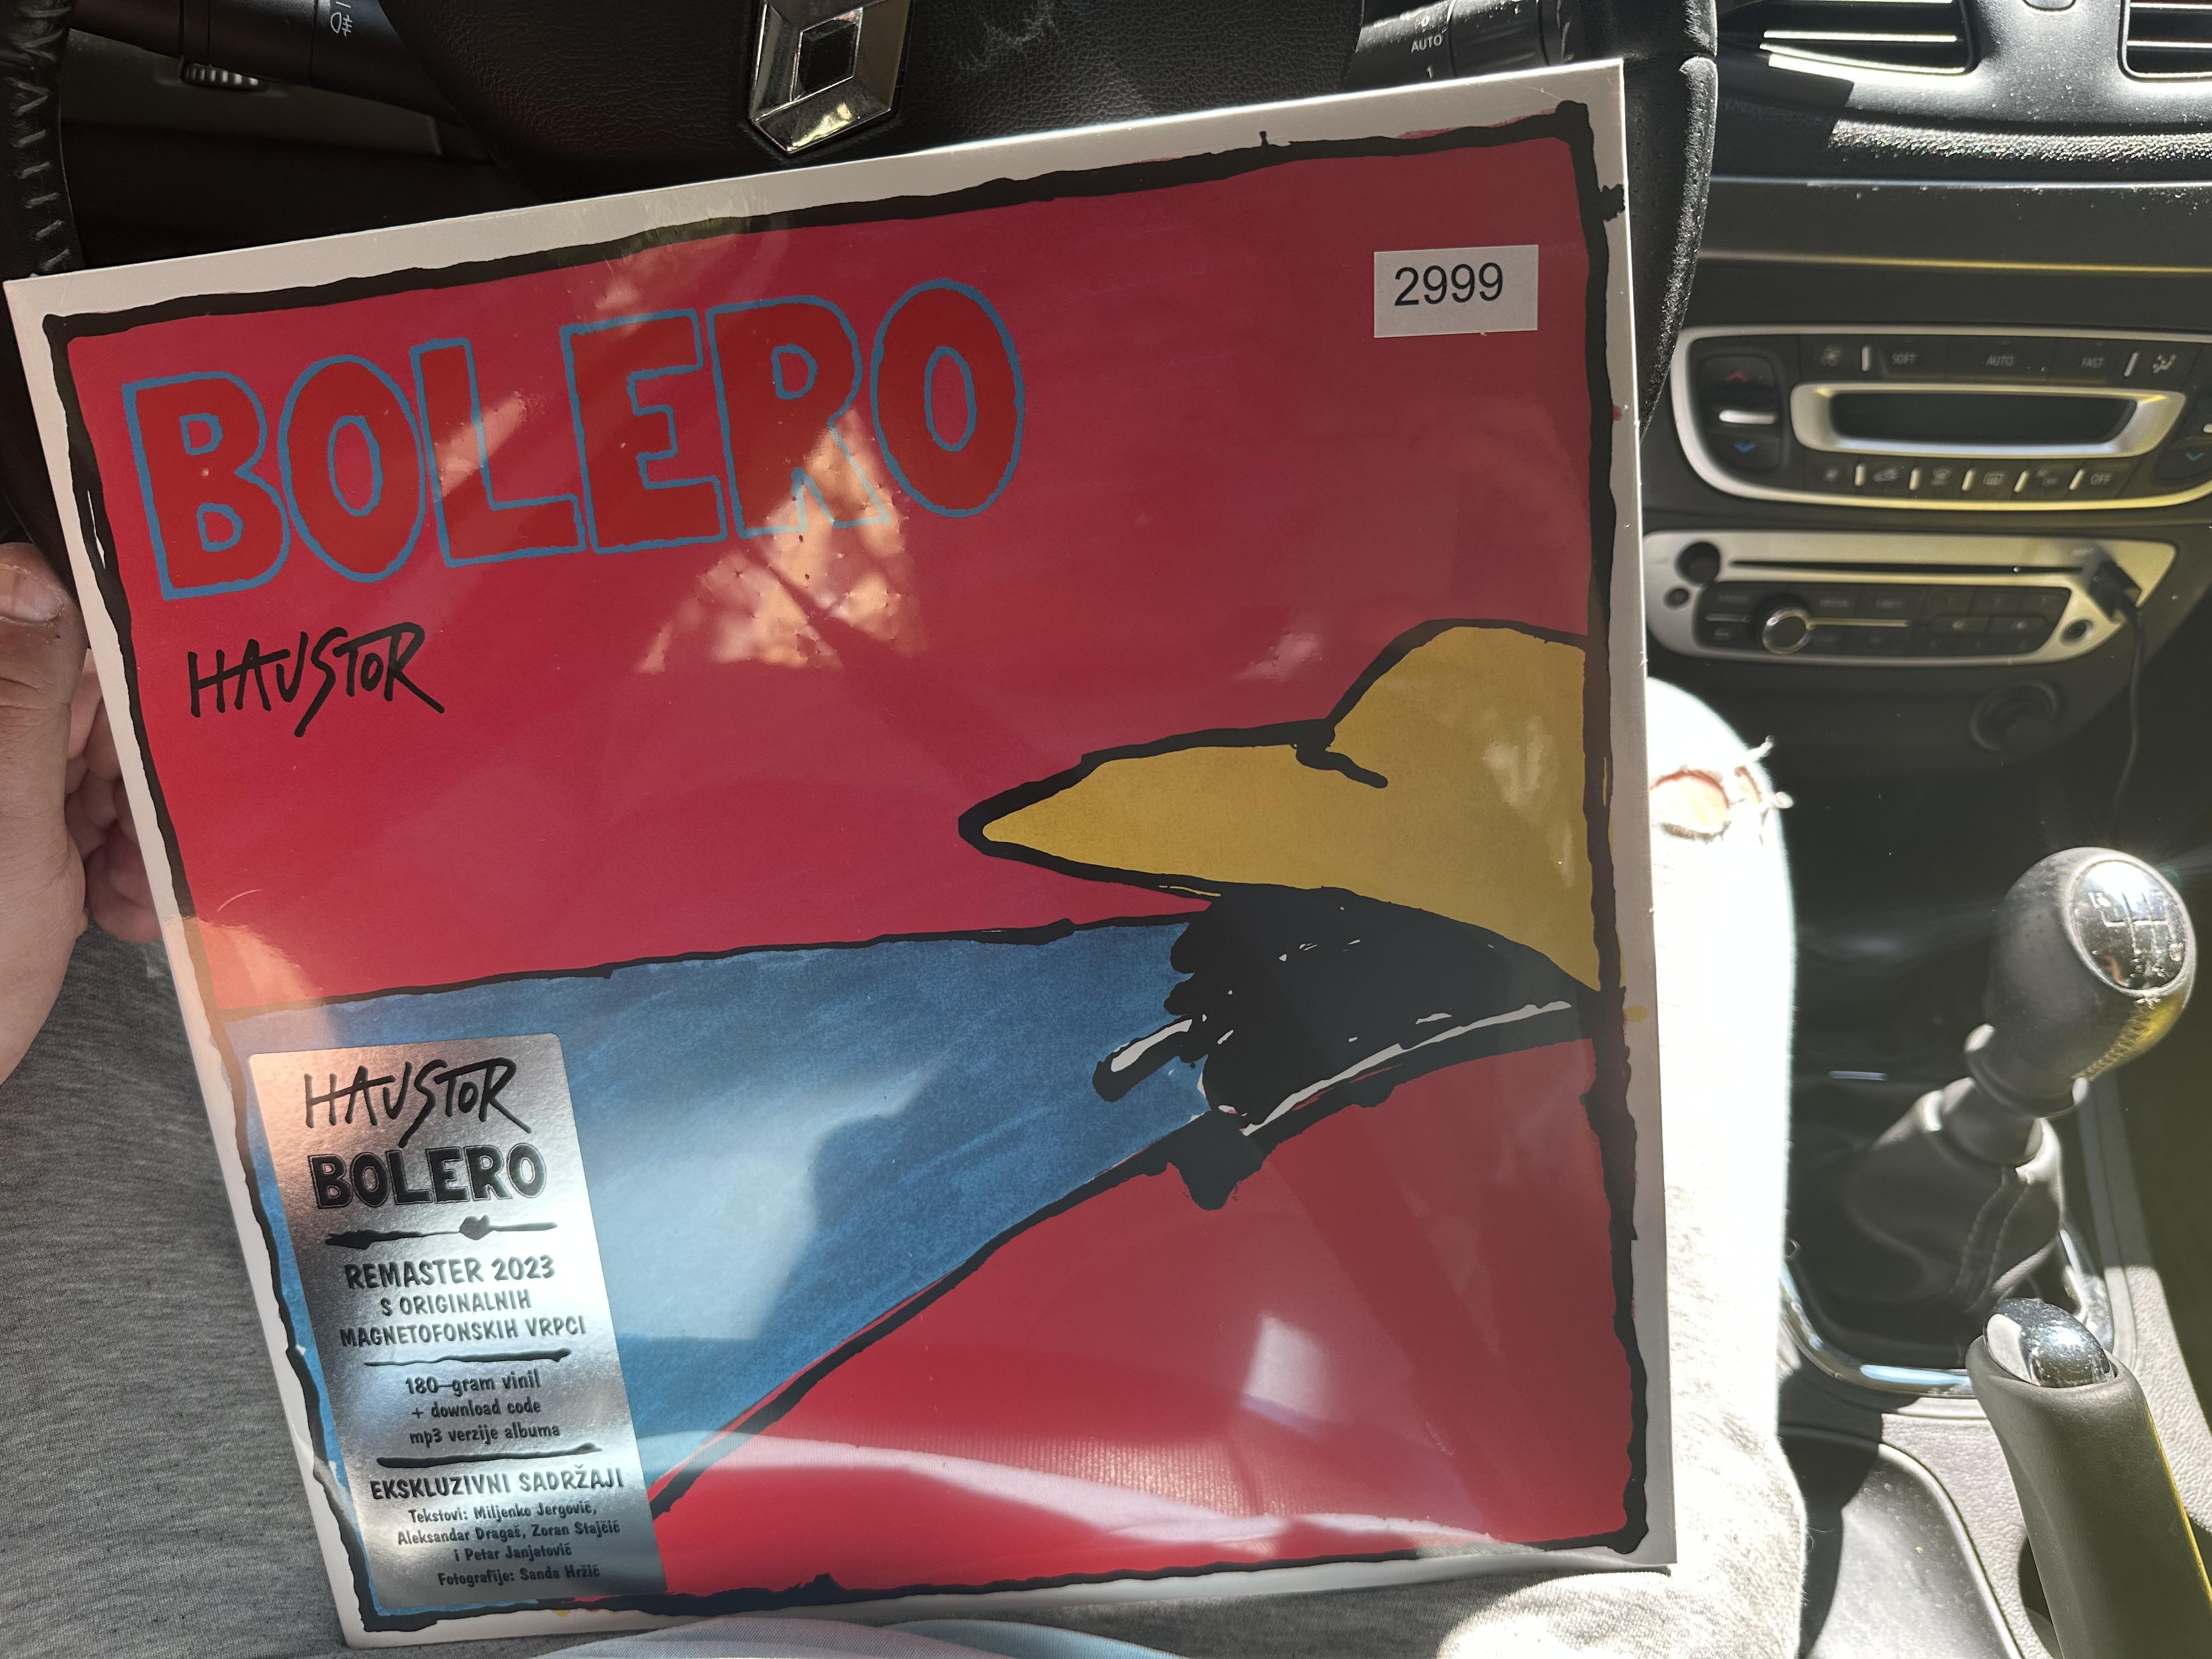 AUTO
2999
BOLERO
HAUSTOR
SOFT
AUTO
FAST
OFF
HAUSTOR
BOLERO
REMASTER 2023
S ORIGINALNIH
MAGNETOFONSKIH VRPCI
180-gram vinil
+ download code
mp3 verzije albuma
EKSKLUZIVNI SADRŽAJI
Tekstovi: Miljenko Jergović,
Aleksandar Dragaš, Zoran Stajčić
i Petar Janjatović
Fotografije: Sanda Hržić